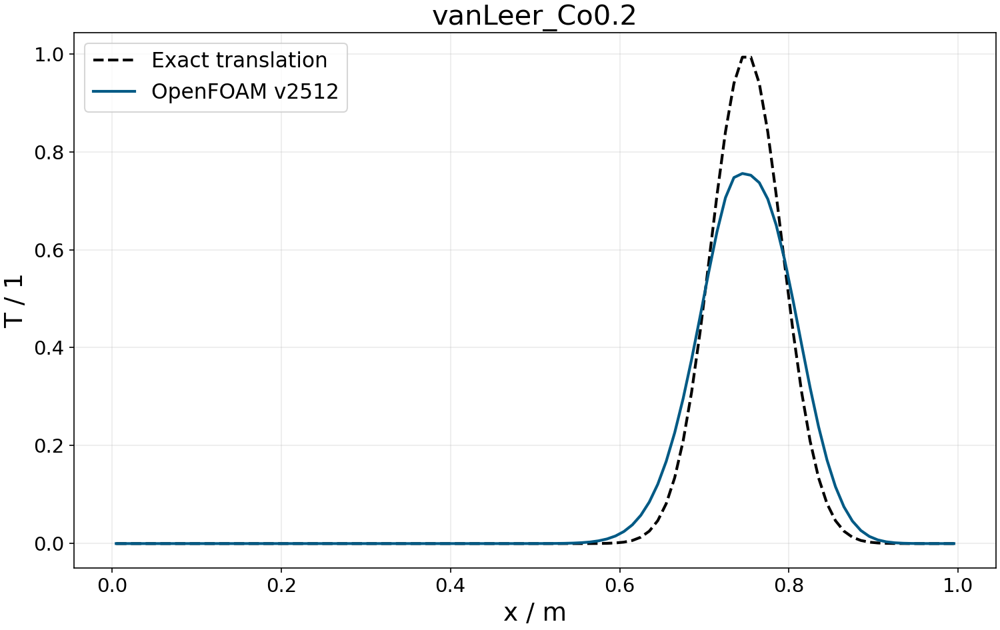 vanLeer_Co0.2
Exact translation
OpenFOAM v2512
T / 1
1.0
0.8
0.6
0.4
0.2
0.0
0.0 0.2 0.4 0.6 0.8 1.0
x / m